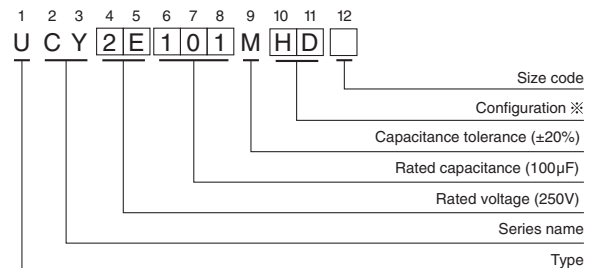 1 2 3 4 5 6 7 8 9 10 11 12
U C Y 2 E 1 0 1 M H D
Size code
Configuration ※
Capacitance tolerance (±20%)
Rated capacitance (100µF)
Rated voltage (250V)
Series name
Type